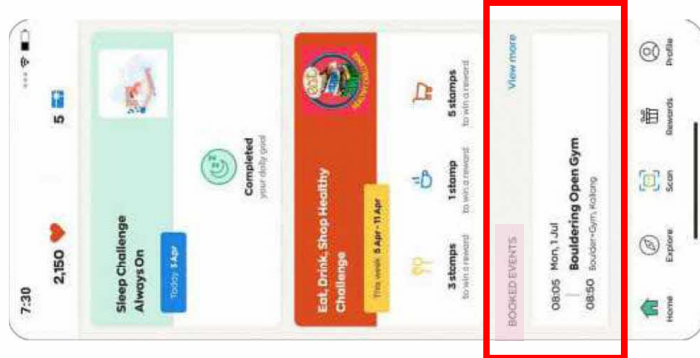 7:30
2,150
5
Sleep Challenge
Always On
Today 5 Apr
Completed
your daily goal
Eat, Drink, Shop Healthy
Challenge
This week 5 Apr - 11 Apr
EAT
HEALTHY CHALLENGE
3 stamps
to win a reward
1 stamp
to win a reward
5 stamps
to win a reward
BOOKED EVENTS
View more
08:05 Mon, 1 Jul
Bouldering Open Gym
08:50 Boulder+Gym, Kallang
Home
Explore
Scan
Rewards
Profile